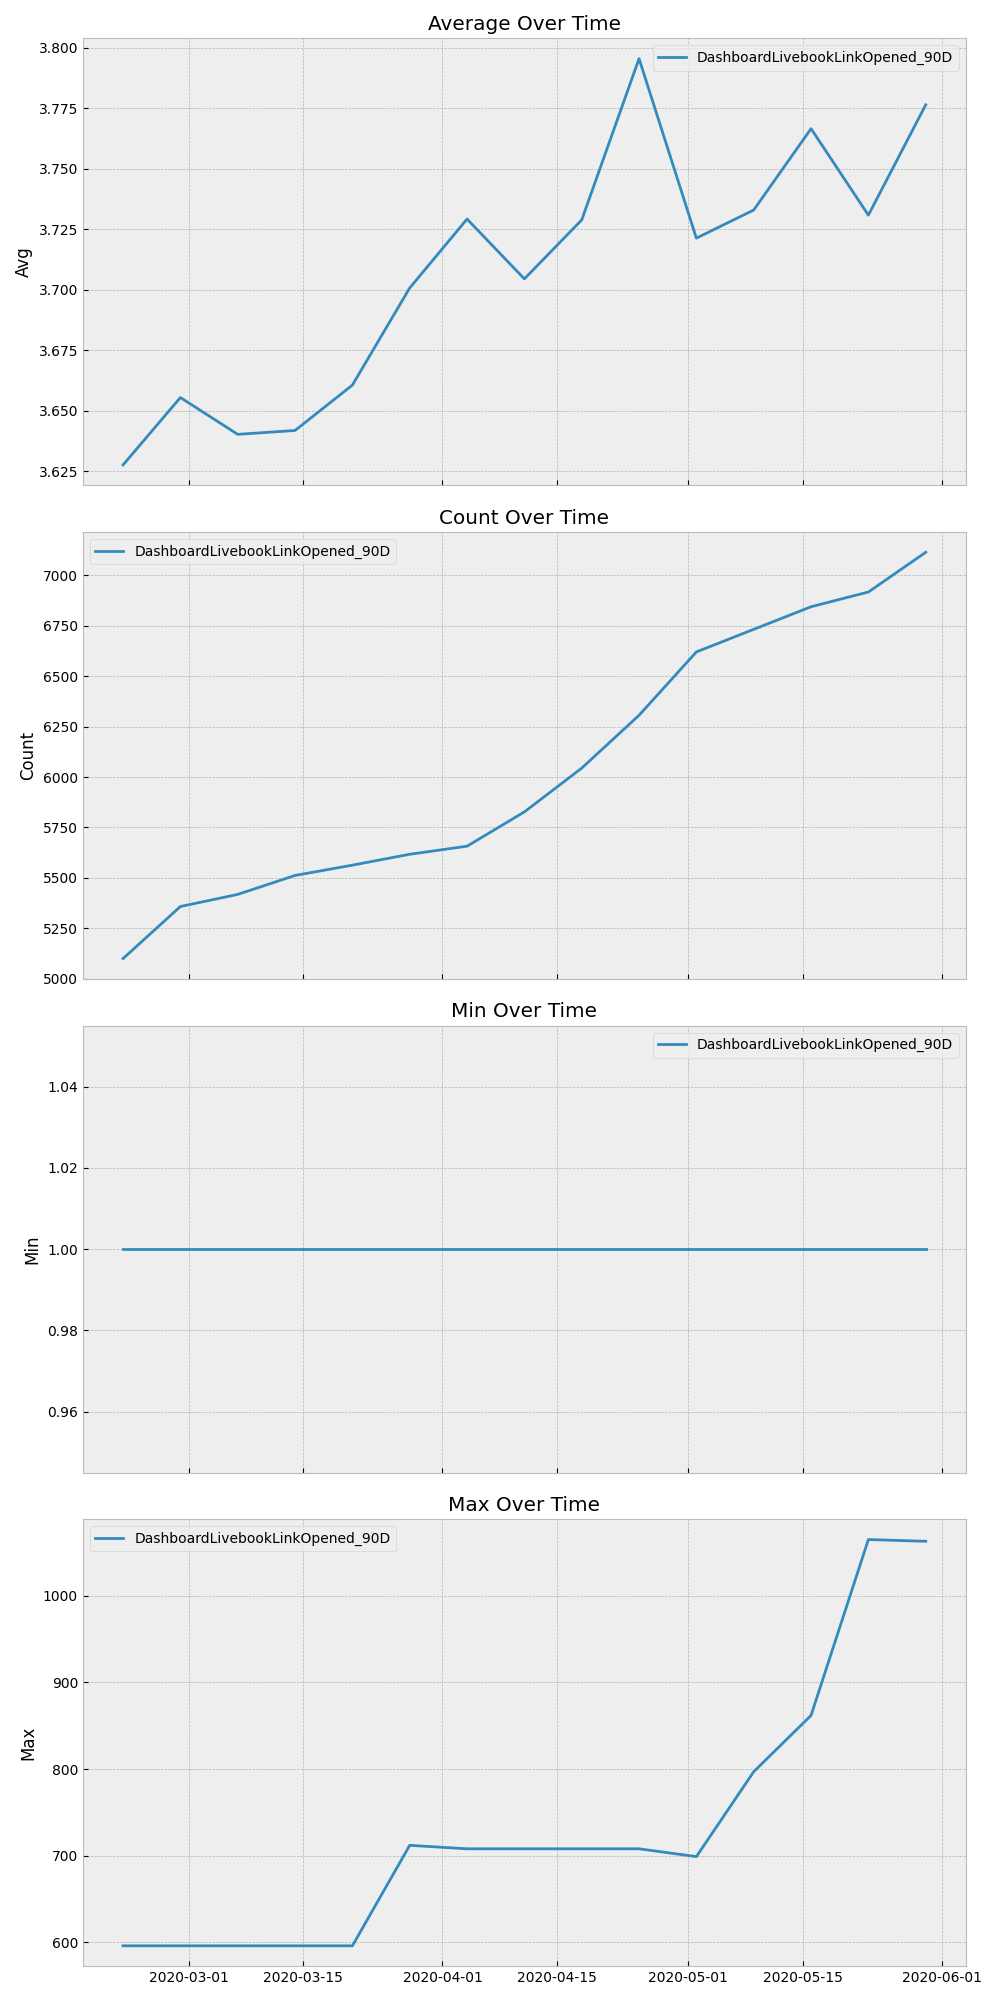 Average Over Time
DashboardLivebookLinkOpened_90D
3.800
3.775
3.750
3.725
3.700
3.675
3.650
3.625
Avg
Count Over Time
DashboardLivebookLinkOpened_90D
7000
6750
6500
6250
6000
5750
5500
5250
5000
Count
Min Over Time
DashboardLivebookLinkOpened_90D
1.04
1.02
1.00
0.98
0.96
Min
Max Over Time
DashboardLivebookLinkOpened_90D
1000
900
800
700
600
Max
2020-03-01 2020-03-15 2020-04-01 2020-04-15 2020-05-01 2020-05-15 2020-06-01